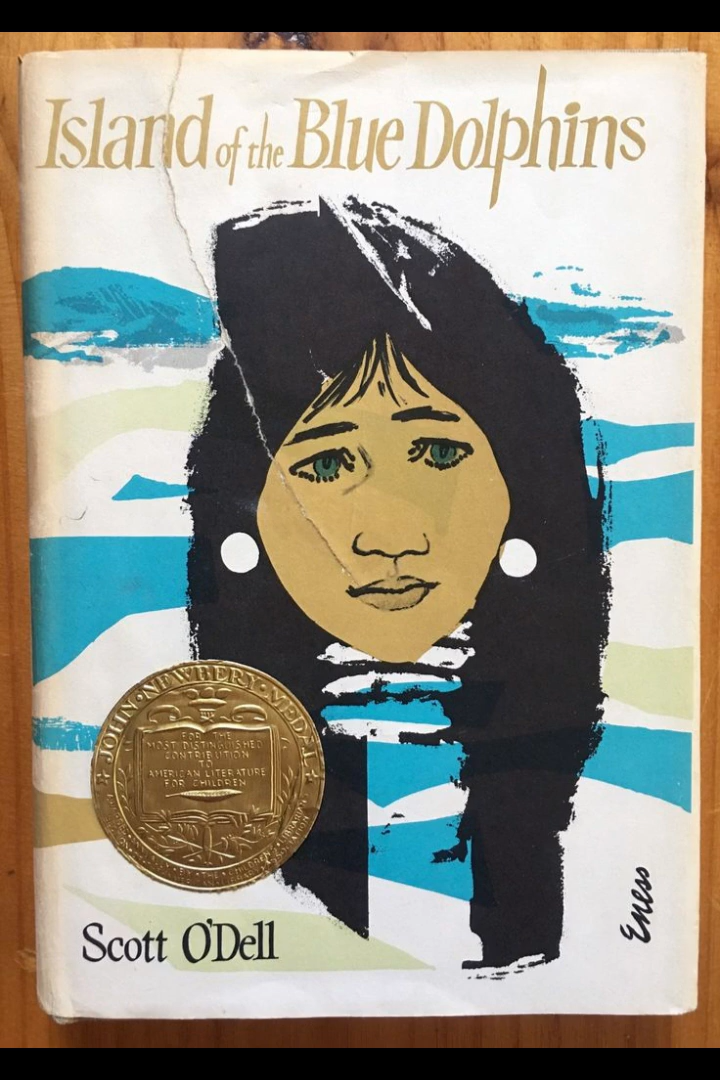 Island of the Blue Dolphins
JOHN · NEWBERY · MEDAL
FOR THE
MOST DISTINGUISHED
CONTRIBUTION
TO
AMERICAN LITERATURE
FOR CHILDREN
Scott O'Dell
Eness